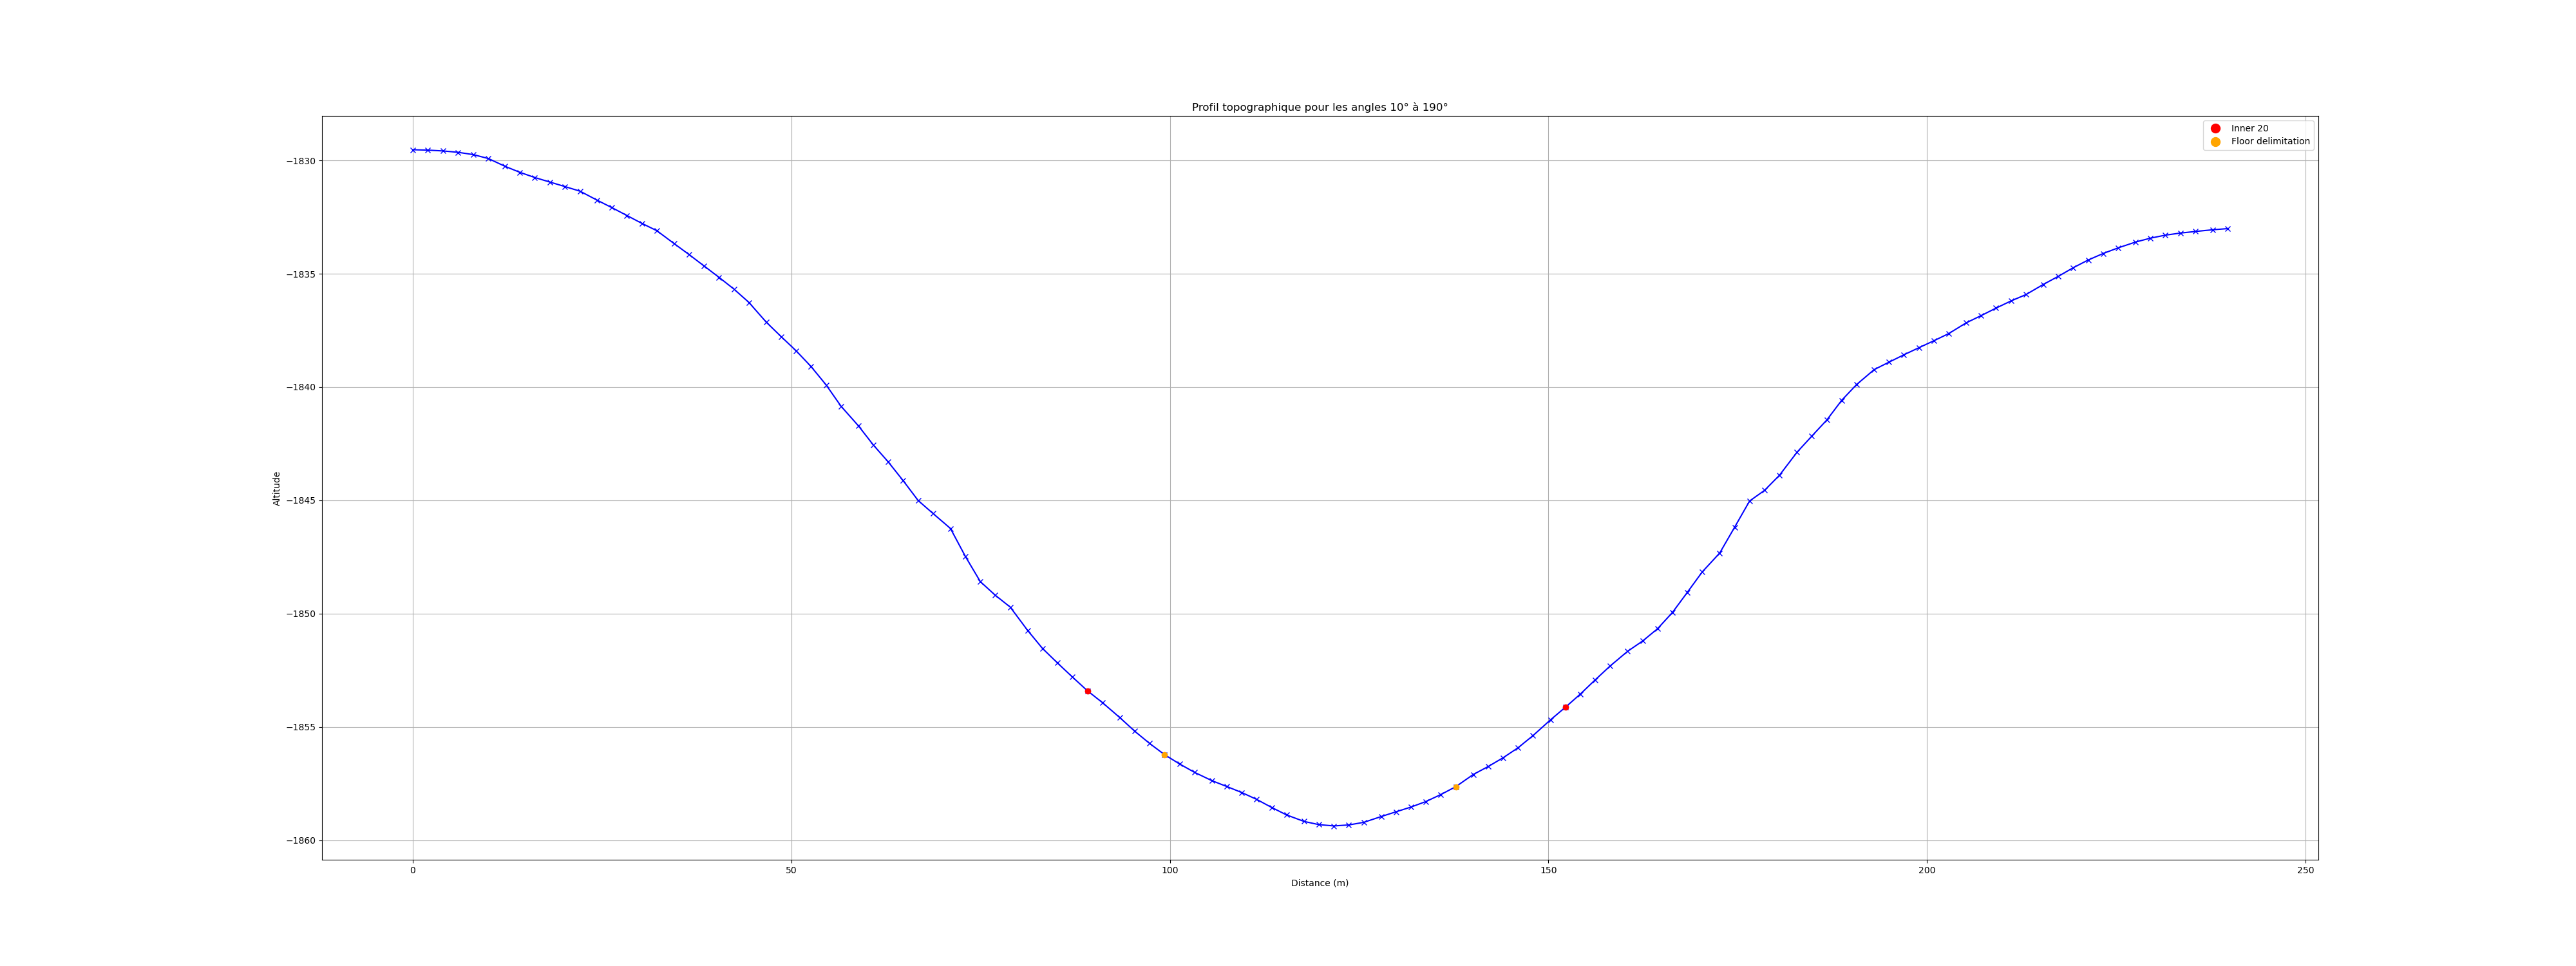 Profil topographique pour les angles 10° à 190°
Inner 20
Floor delimitation
−1830
−1835
−1840
−1845
−1850
−1855
−1860
Altitude
0 50 100 150 200 250
Distance (m)